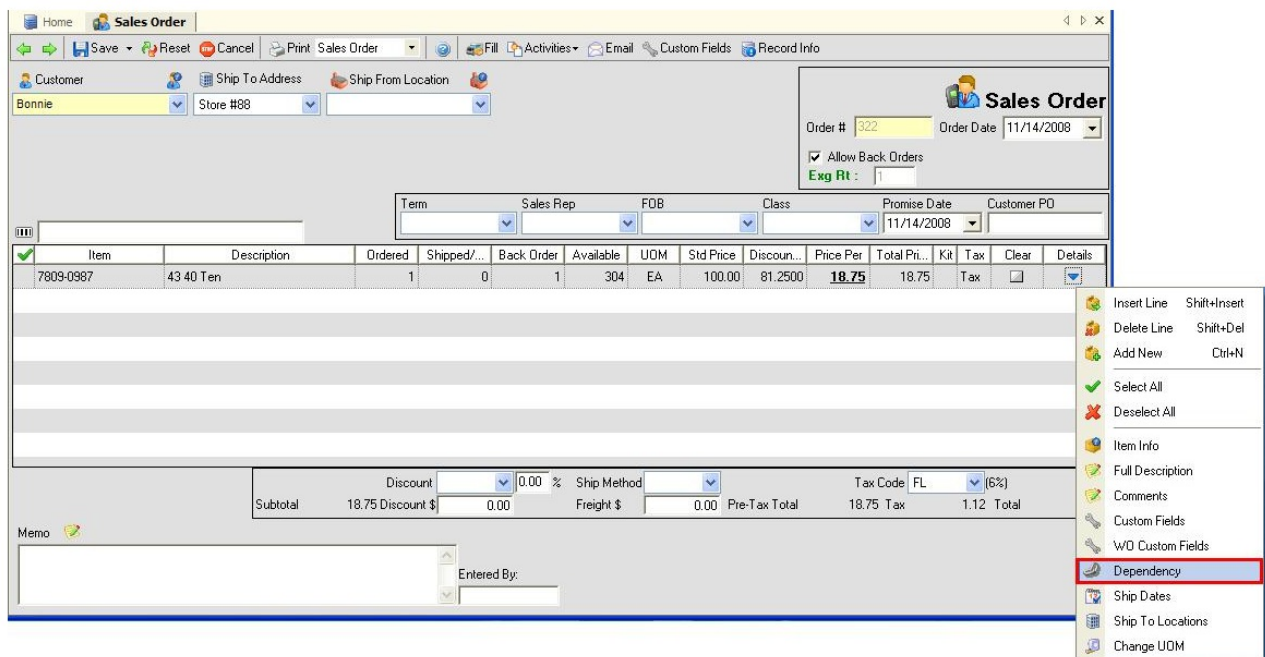 Home Sales Order
Save Reset Cancel Print Sales Order Fill Activities Email Custom Fields Record Info
Customer Ship To Address Ship From Location
Bonnie Store #88
Sales Order
Order # 322 Order Date 11/14/2008
Allow Back Orders
Exg Rt : 1
Term Sales Rep FOB Class Promise Date Customer PO
11/14/2008
Item Description Ordered Shipped/... Back Order Available UOM Std Price Discoun... Price Per Total Pri... Kit Tax Clear Details
7809-0987 43 40 Ten 1 0 1 304 EA 100.00 81.2500 18.75 18.75 Tax
Insert Line Shift+Insert
Delete Line Shift+Del
Add New Ctrl+N
Select All
Deselect All
Item Info
Full Description
Comments
Custom Fields
WO Custom Fields
Dependency
Ship Dates
Ship To Locations
Change UOM
Discount 0.00 % Ship Method Tax Code FL (6%)
Subtotal 18.75 Discount $ 0.00 Freight $ 0.00 Pre-Tax Total 18.75 Tax 1.12 Total
Memo
Entered By: